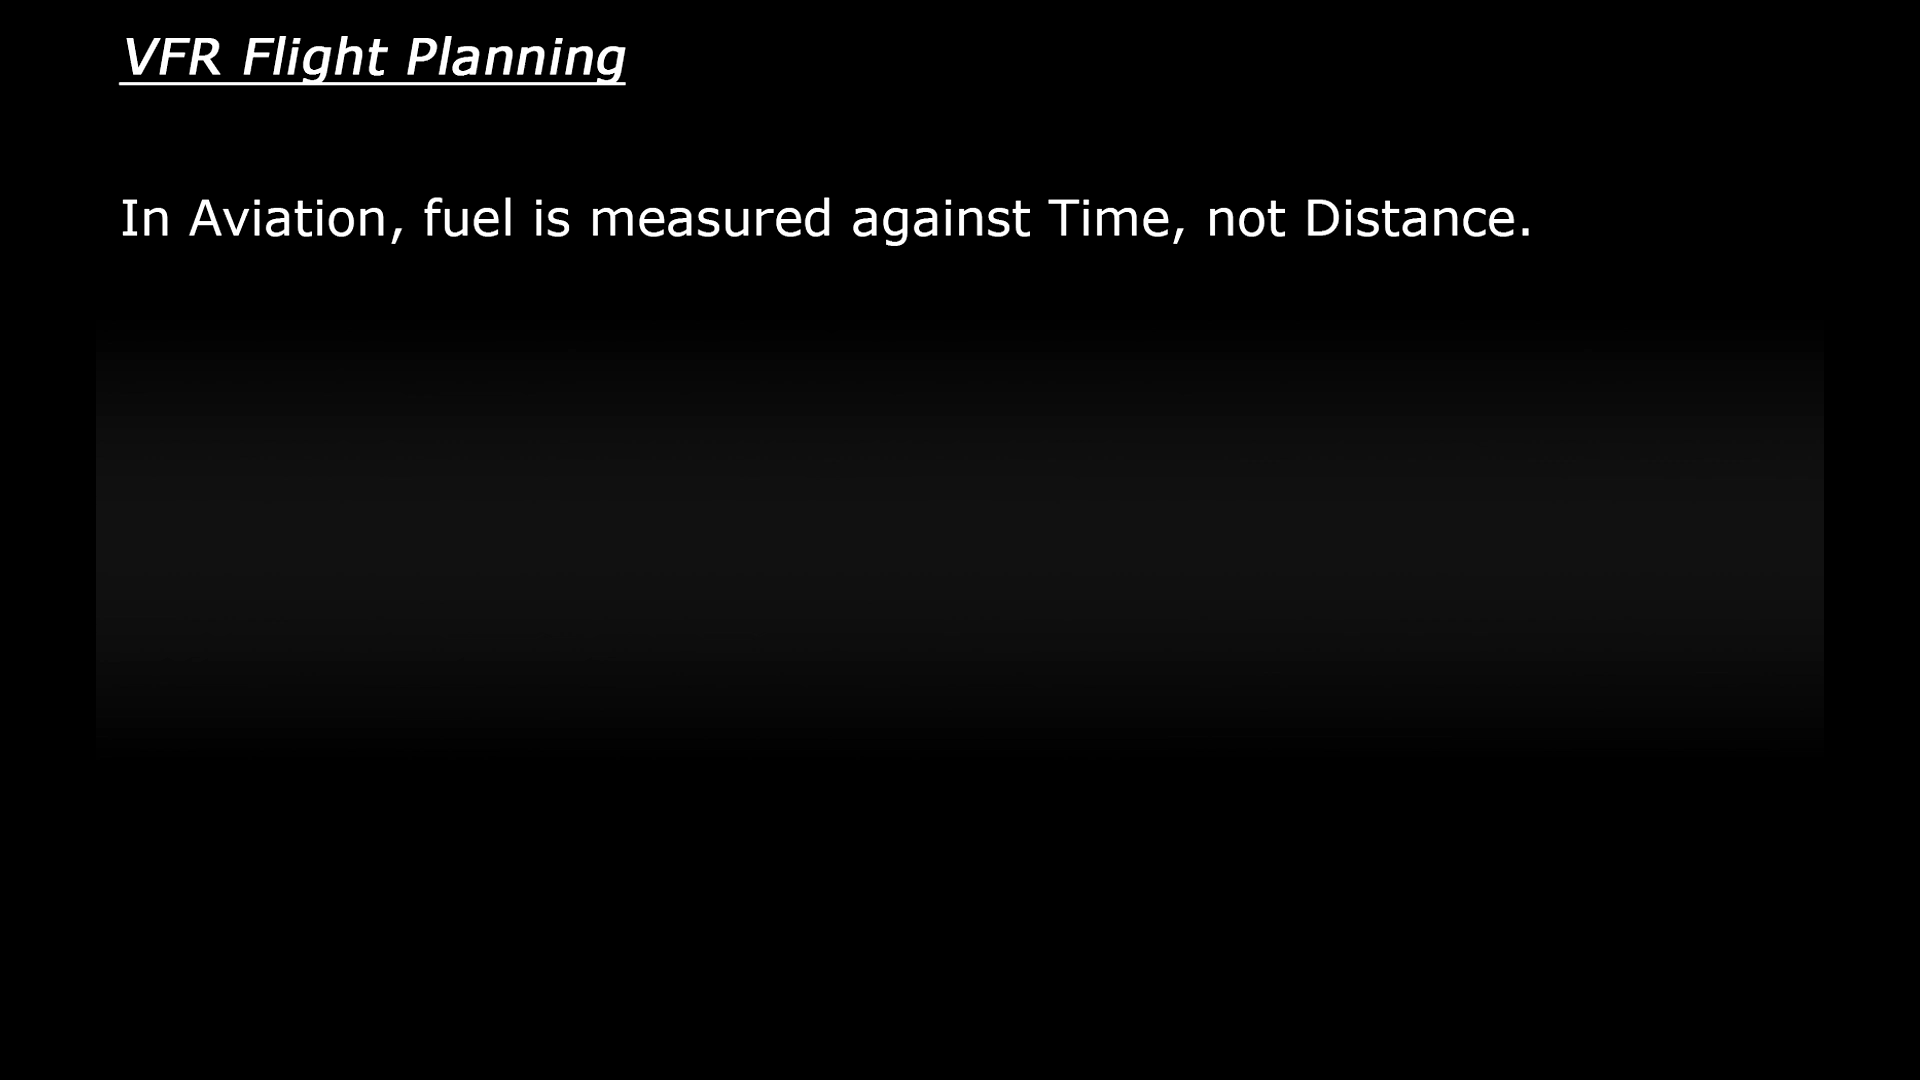 VFR Flight Planning
In Aviation, fuel is measured against Time, not Distance.